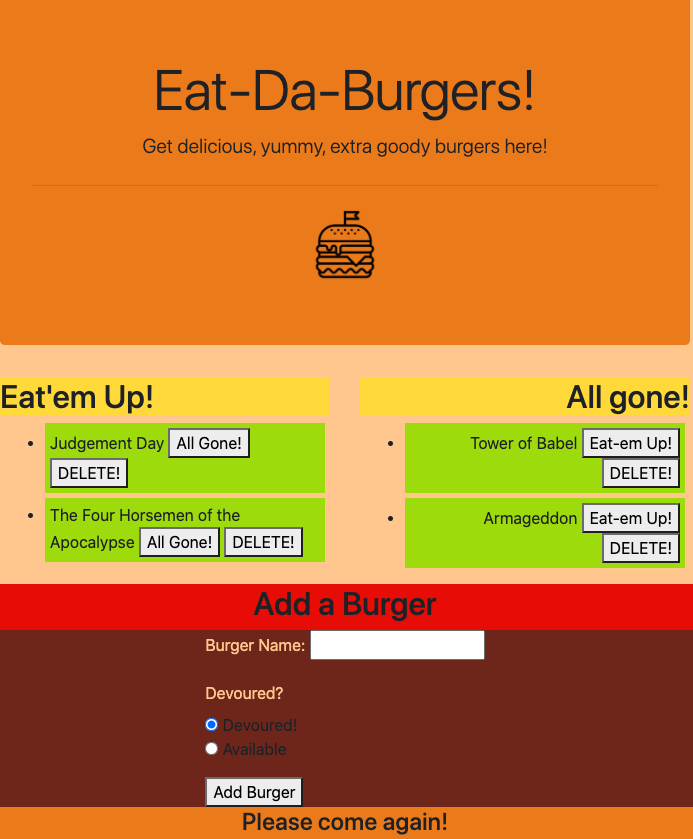 Eat-Da-Burgers!
Get delicious, yummy, extra goody burgers here!
Eat'em Up!
Judgement Day All Gone!
DELETE!
The Four Horsemen of the
Apocalypse All Gone! DELETE!
All gone!
Tower of Babel Eat-em Up!
DELETE!
Armageddon Eat-em Up!
DELETE!
Add a Burger
Burger Name:
Devoured?
Devoured!
Available
Add Burger
Please come again!